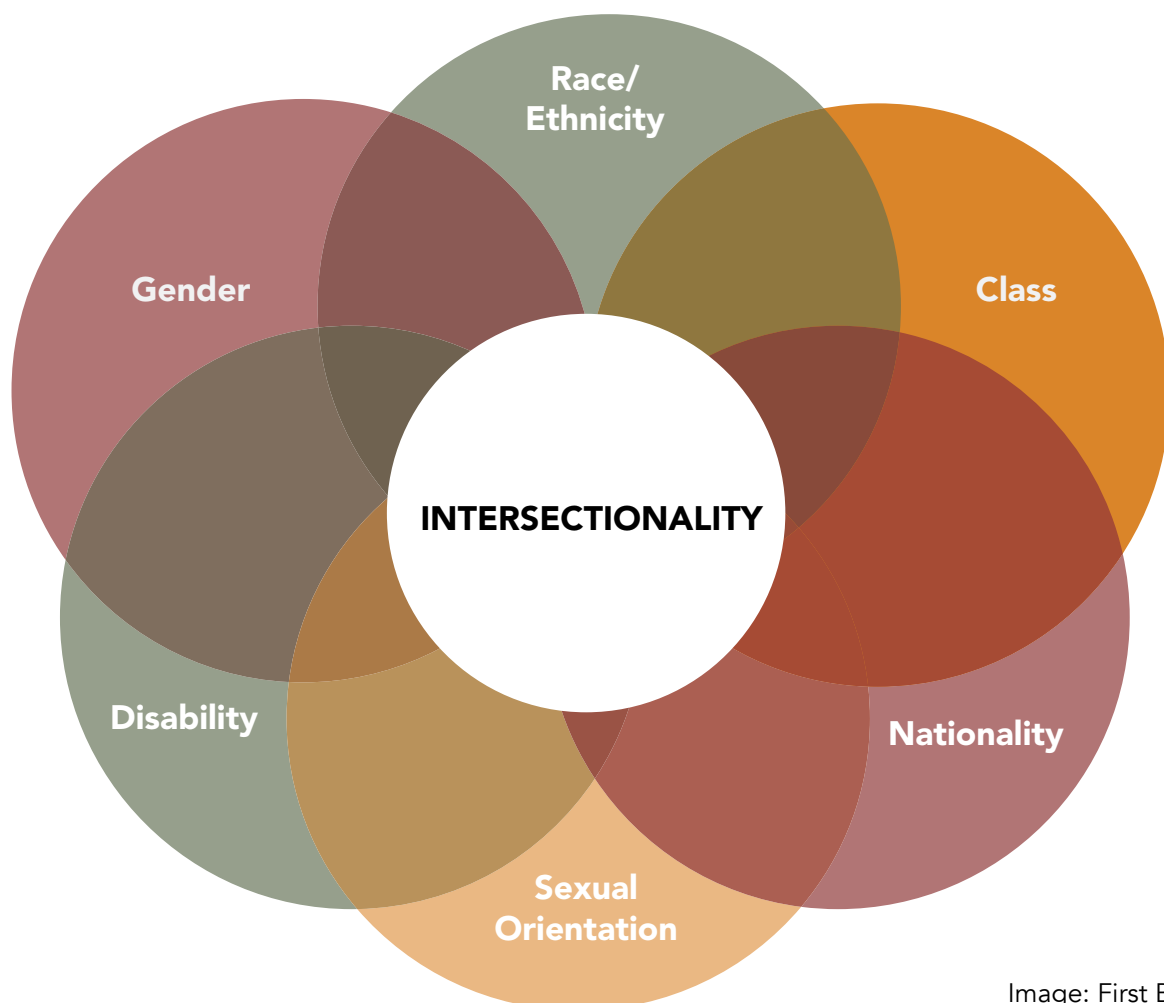 Race/
Ethnicity
Gender
Class
INTERSECTIONALITY
Disability
Nationality
Sexual
Orientation
Image: First